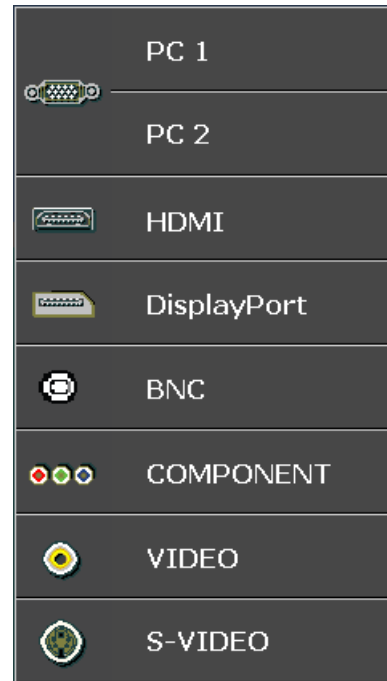 PC 1
PC 2
HDMI
DisplayPort
BNC
COMPONENT
VIDEO
S-VIDEO